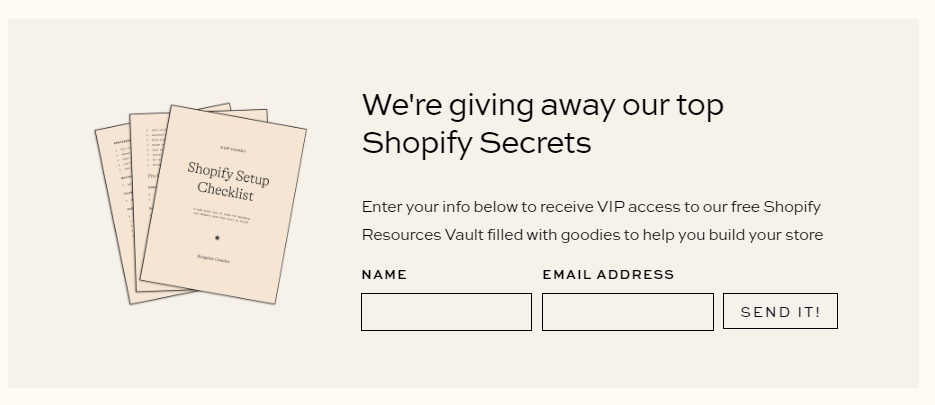 Shopify Setup
Checklist
We're giving away our top
Shopify Secrets
Enter your info below to receive VIP access to our free Shopify
Resources Vault filled with goodies to help you build your store
NAME
EMAIL ADDRESS
SEND IT!